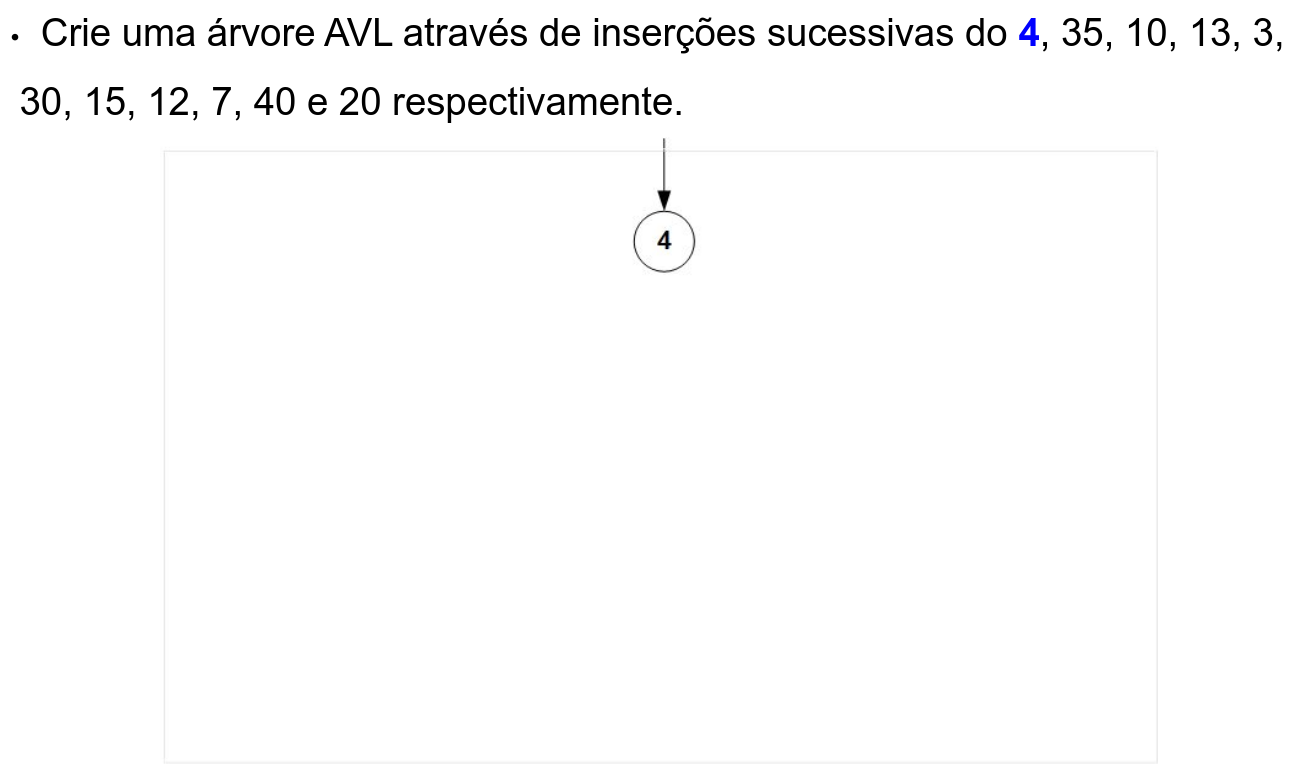 • Crie uma árvore AVL através de inserções sucessivas do 4, 35, 10, 13, 3,
30, 15, 12, 7, 40 e 20 respectivamente.
4